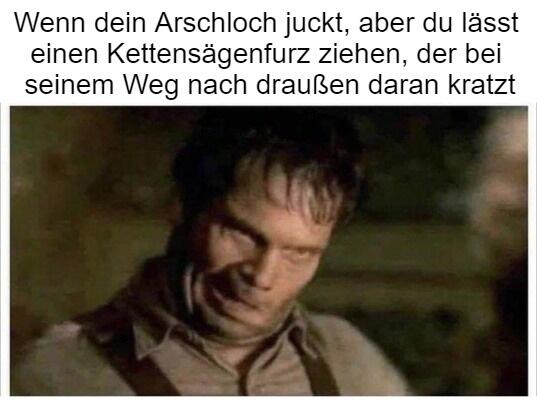 Wenn dein Arschloch juckt, aber du lässt
einen Kettensägenfurz ziehen, der bei
seinem Weg nach draußen daran kratzt